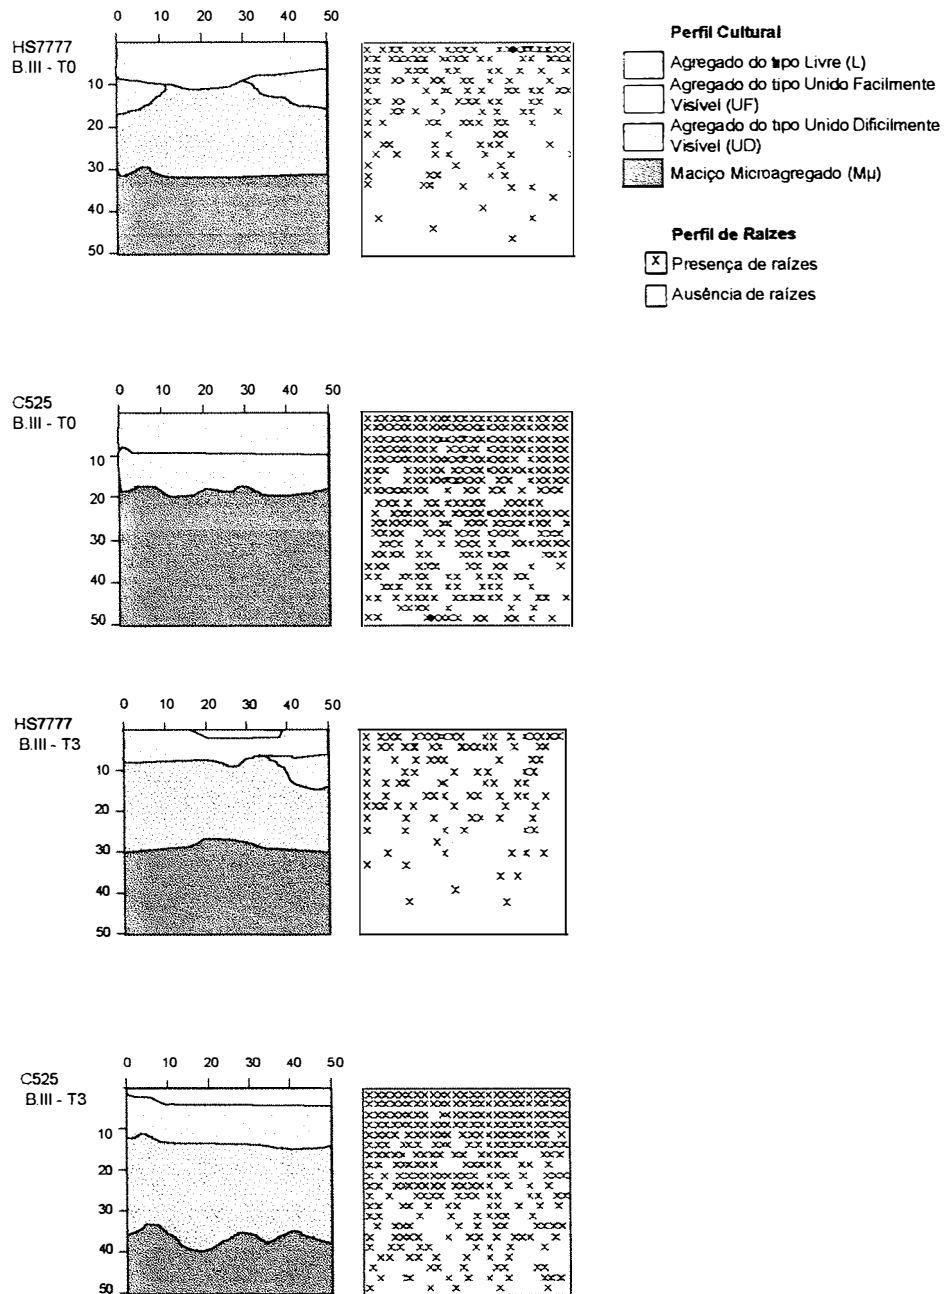 0 10 20 30 40 50
HS7777
B.III - T0
10
20
30
40
50
Perfil Cultural
Agregado do tipo Livre (L)
Agregado do tipo Unido Facilmente
Visível (UF)
Agregado do tipo Unido Dificilmente
Visível (UD)
Maciço Microagregado (Mμ)
Perfil de Raízes
X Presença de raízes
Ausência de raízes
0 10 20 30 40 50
C525
B.III - T0
10
20
30
40
50
0 10 20 30 40 50
HS7777
B.III - T3
10
20
30
40
50
0 10 20 30 40 50
C525
B.III - T3
10
20
30
40
50